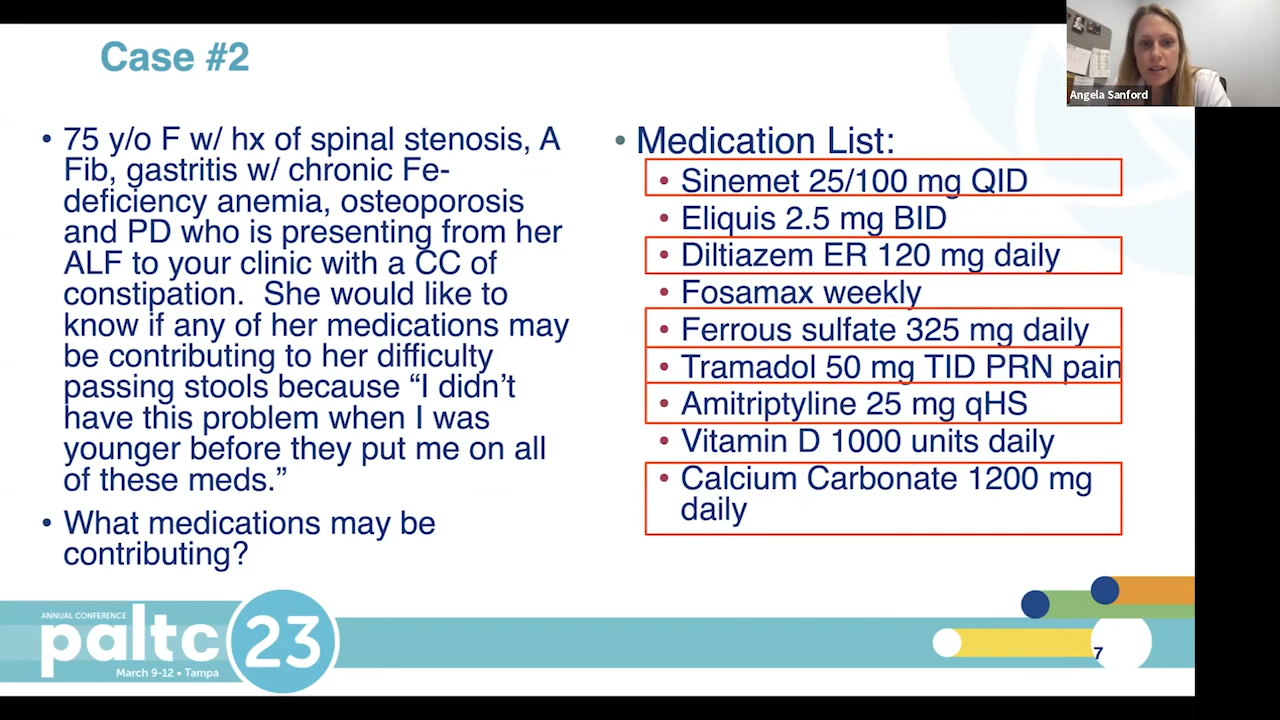 Case #2
Angela Sanford
• 75 y/o F w/ hx of spinal stenosis, A
Fib, gastritis w/ chronic Fe-
deficiency anemia, osteoporosis
and PD who is presenting from her
ALF to your clinic with a CC of
constipation.  She would like to
know if any of her medications may
be contributing to her difficulty
passing stools because “I didn’t
have this problem when I was
younger before they put me on all
of these meds.”
• What medications may be
contributing?
• Medication List:
• Sinemet 25/100 mg QID
• Eliquis 2.5 mg BID
• Diltiazem ER 120 mg daily
• Fosamax weekly
• Ferrous sulfate 325 mg daily
• Tramadol 50 mg TID PRN pain
• Amitriptyline 25 mg qHS
• Vitamin D 1000 units daily
• Calcium Carbonate 1200 mg
daily
ANNUAL CONFERENCE
paltc 23
March 9-12 • Tampa
7